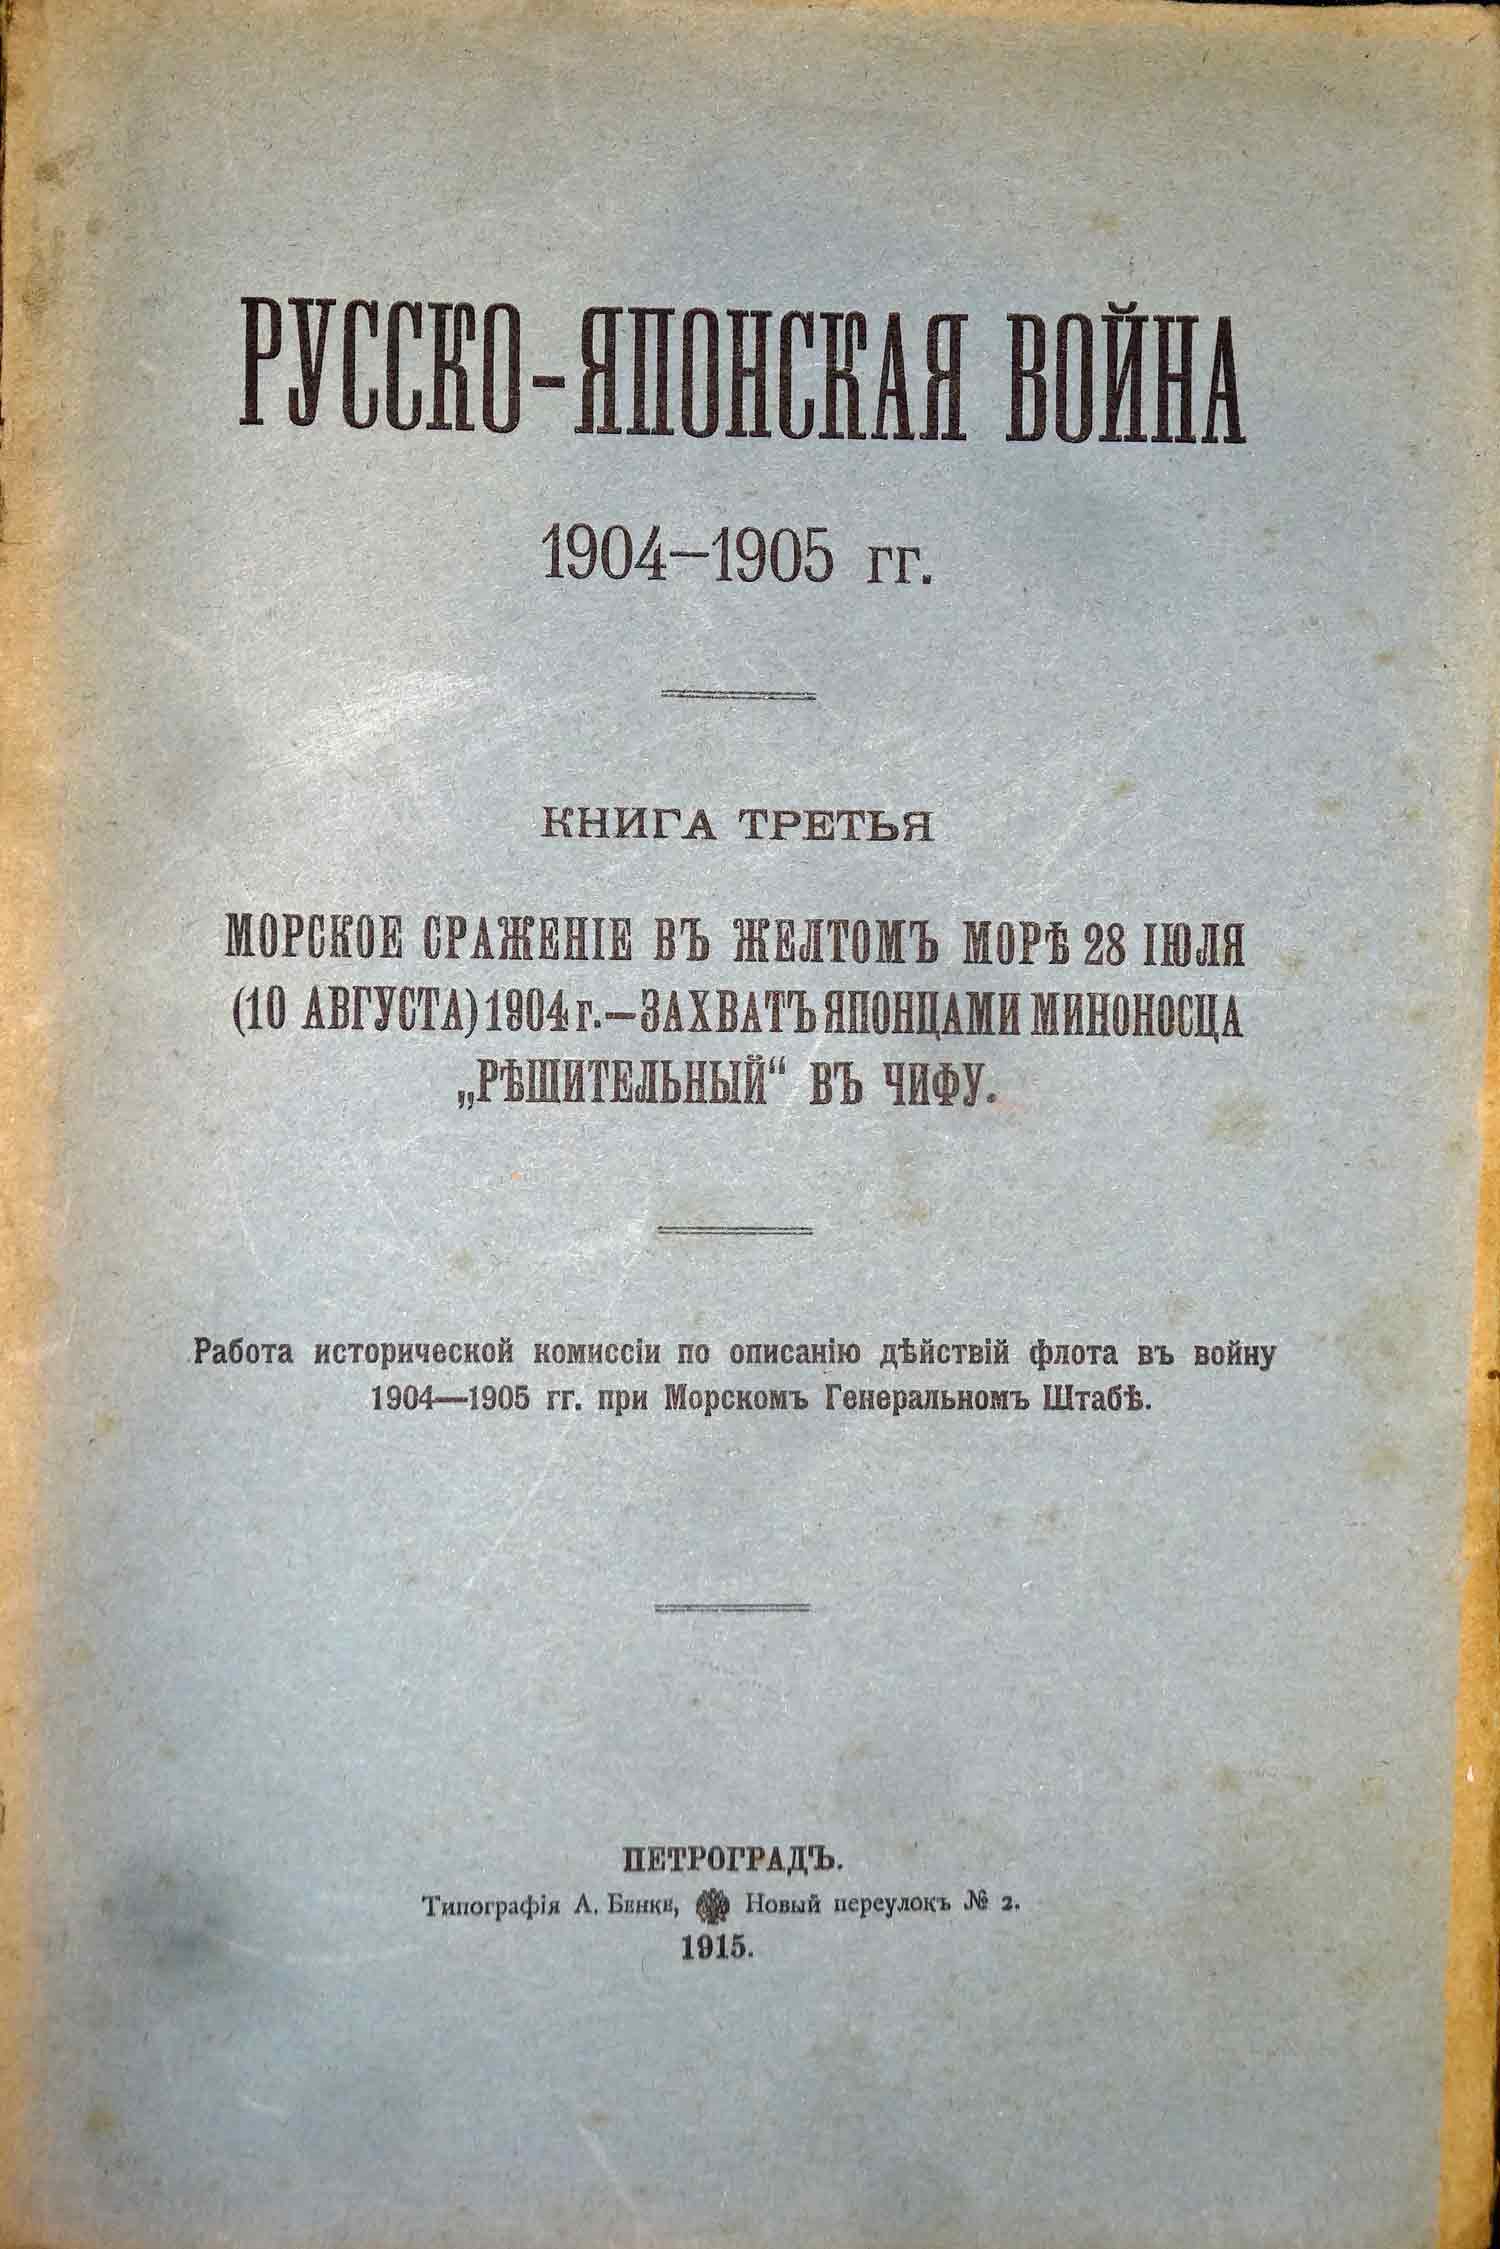 РУССКО-ЯПОНСКАЯ ВОЙНА
1904—1905 гг.
КНИГА ТРЕТЬЯ
МОРСКОЕ СРАЖЕНІЕ ВЪ ЖЕЛТОМЪ МОРѢ 28 ІЮЛЯ
(10 АВГУСТА) 1904 г.—ЗАХВАТЪ ЯПОНЦАМИ МИНОНОСЦА
„РѢШИТЕЛЬНЫЙ“ ВЪ ЧИФУ.
Работа исторической комиссіи по описанію дѣйствій флота въ войну
1904—1905 гг. при Морскомъ Генеральномъ Штабѣ.
ПЕТРОГРАДЪ.
Типографія А. Бенке, Новый переулокъ № 2.
1915.